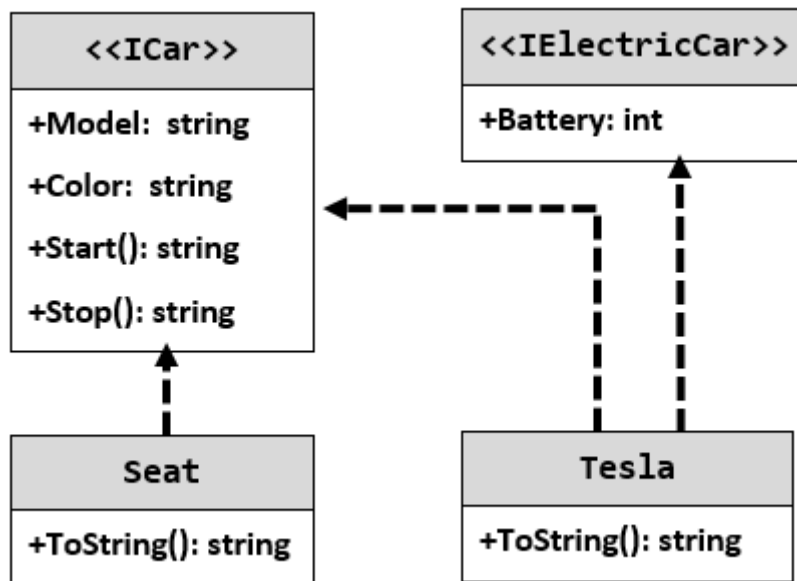 <<ICar>>
+Model: string
+Color: string
+Start(): string
+Stop(): string
<<IElectricCar>>
+Battery: int
Seat
+ToString(): string
Tesla
+ToString(): string